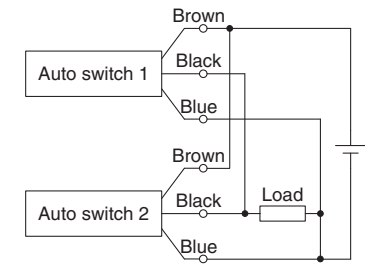 Brown
Auto switch 1
Black
Blue
Brown
Auto switch 2
Black
Load
Blue